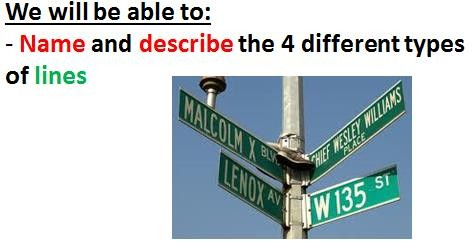 We will be able to:
- Name and describe the 4 different types
of lines
MALCOLM X BLV
CHIEF WESLEY WILLIAMS
PLACE
LENOX AV
W 135 ST